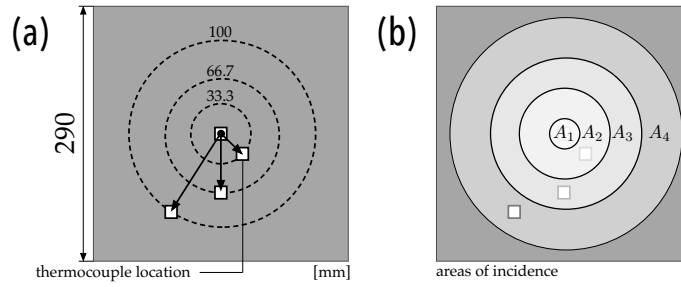 (a)
100
66.7
33.3
290
thermocouple location
[mm]
(b)
A1 A2 A3 A4
areas of incidence